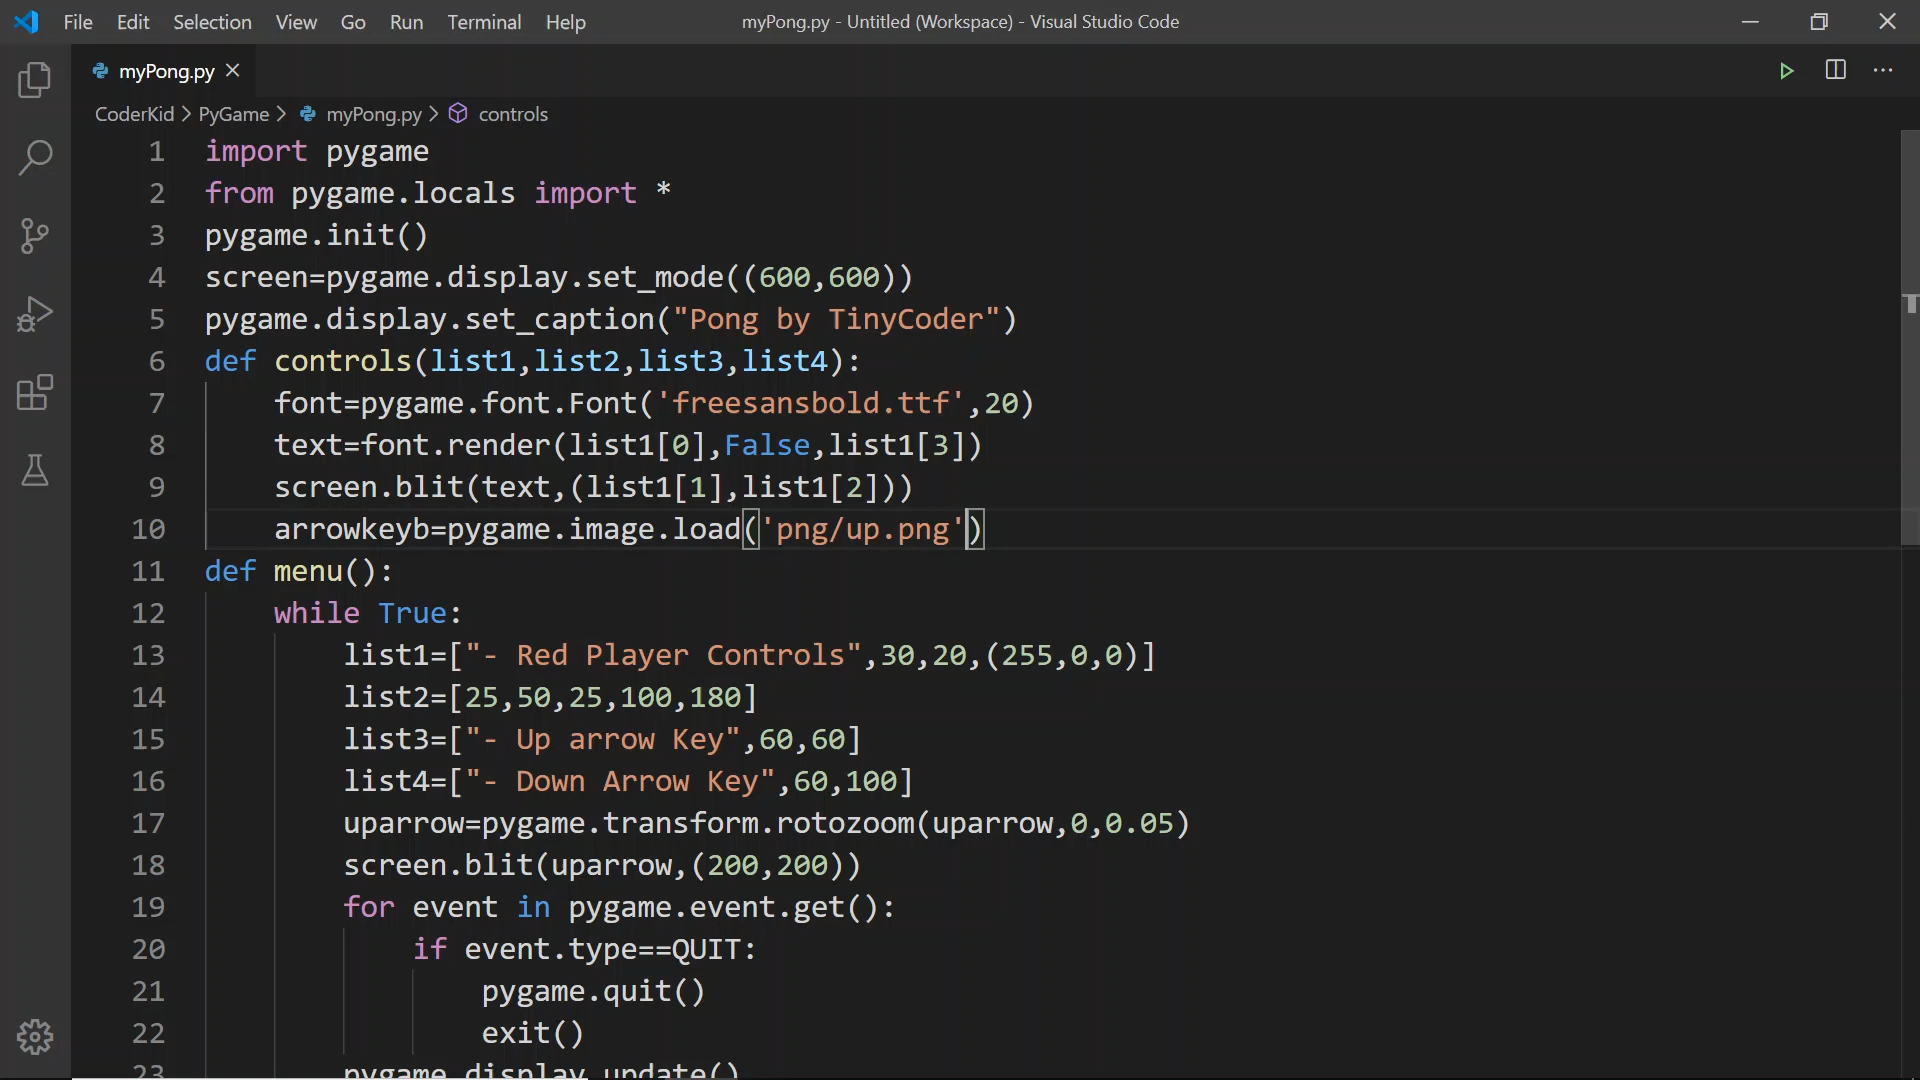 File Edit Selection View Go Run Terminal Help myPong.py - Untitled (Workspace) - Visual Studio Code
myPong.py
CoderKid PyGame myPong.py controls
1 import pygame
2 from pygame.locals import *
3 pygame.init()
4 screen=pygame.display.set_mode((600,600))
5 pygame.display.set_caption("Pong by TinyCoder")
6 def controls(list1,list2,list3,list4):
7 font=pygame.font.Font('freesansbold.ttf',20)
8 text=font.render(list1[0],False,list1[3])
9 screen.blit(text,(list1[1],list1[2]))
10 arrowkeyb=pygame.image.load('png/up.png')
11 def menu():
12 while True:
13 list1=["- Red Player Controls",30,20,(255,0,0)]
14 list2=[25,50,25,100,180]
15 list3=["- Up arrow Key",60,60]
16 list4=["- Down Arrow Key",60,100]
17 uparrow=pygame.transform.rotozoom(uparrow,0,0.05)
18 screen.blit(uparrow,(200,200))
19 for event in pygame.event.get():
20 if event.type==QUIT:
21 pygame.quit()
22 exit()
23 pygame.display.update()